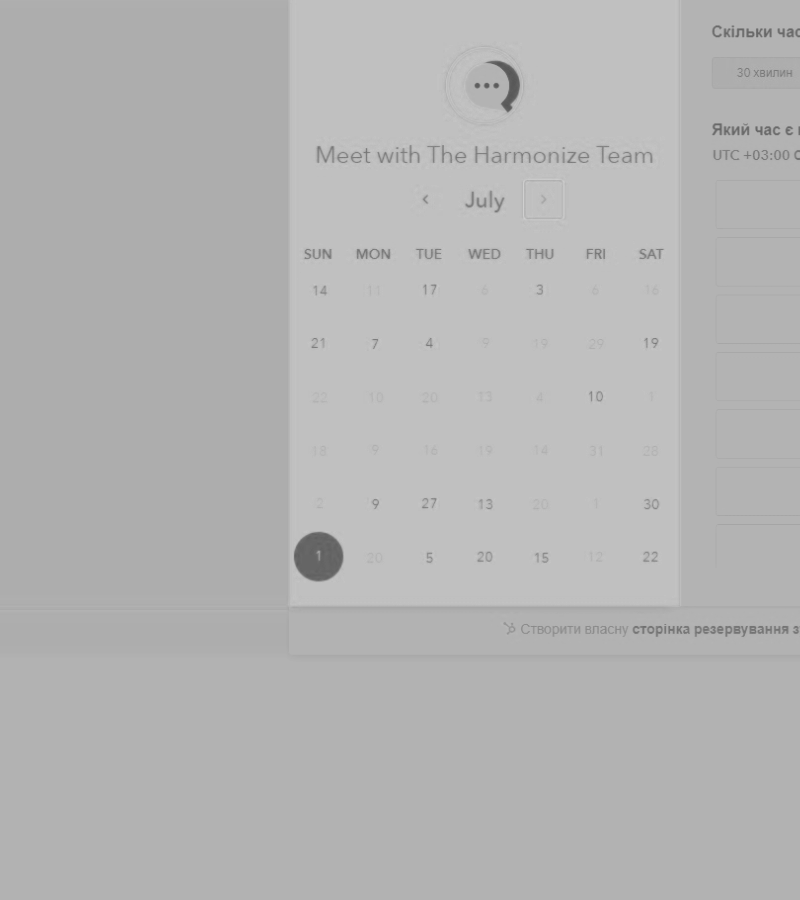 Скільки час
30 хвилин
Який час є
UTC +03:00
Meet with The Harmonize Team
July
SUN MON TUE WED THU FRI SAT
14 11 17 6 3 6 16
21 7 4 9 19 29 19
22 10 20 13 4 10 1
18 9 16 19 14 31 28
2 9 27 13 20 1 30
1 20 5 20 15 12 22
Створити власну сторінка резервування з